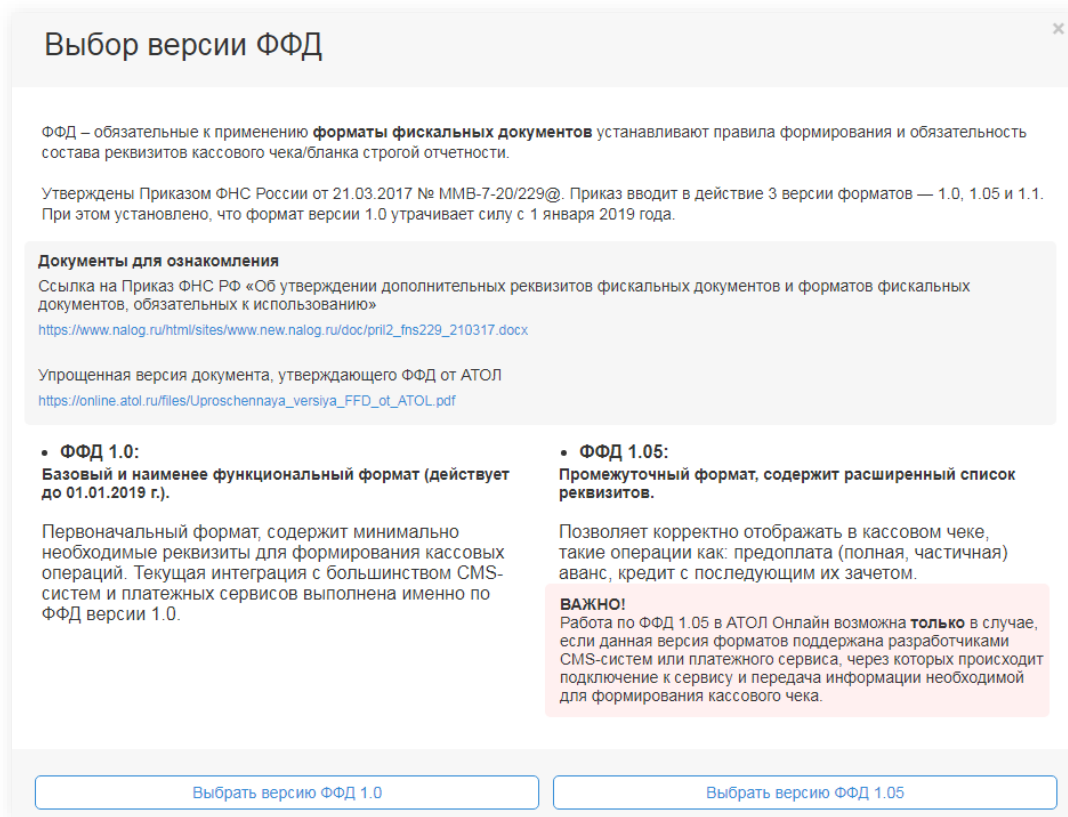 Выбор версии ФФД
×
ФФД – обязательные к применению форматы фискальных документов устанавливают правила формирования и обязательность
состава реквизитов кассового чека/бланка строгой отчетности.
Утверждены Приказом ФНС России от 21.03.2017 № ММВ-7-20/229@. Приказ вводит в действие 3 версии форматов — 1.0, 1.05 и 1.1.
При этом установлено, что формат версии 1.0 утрачивает силу с 1 января 2019 года.
Документы для ознакомления
Ссылка на Приказ ФНС РФ «Об утверждении дополнительных реквизитов фискальных документов и форматов фискальных
документов, обязательных к использованию»
https://www.nalog.ru/html/sites/www.new.nalog.ru/doc/pril2_fns229_210317.docx
Упрощенная версия документа, утверждающего ФФД от АТОЛ
https://online.atol.ru/files/Uproschennaya_versiya_FFD_ot_ATOL.pdf
• ФФД 1.0:
Базовый и наименее функциональный формат (действует
до 01.01.2019 г.).
Первоначальный формат, содержит минимально
необходимые реквизиты для формирования кассовых
операций. Текущая интеграция с большинством CMS-
систем и платежных сервисов выполнена именно по
ФФД версии 1.0.
• ФФД 1.05:
Промежуточный формат, содержит расширенный список
реквизитов.
Позволяет корректно отображать в кассовом чеке,
такие операции как: предоплата (полная, частичная)
аванс, кредит с последующим их зачетом.
ВАЖНО!
Работа по ФФД 1.05 в АТОЛ Онлайн возможна только в случае,
если данная версия форматов поддержана разработчиками
CMS-систем или платежного сервиса, через которых происходит
подключение к сервису и передача информации необходимой
для формирования кассового чека.
Выбрать версию ФФД 1.0
Выбрать версию ФФД 1.05